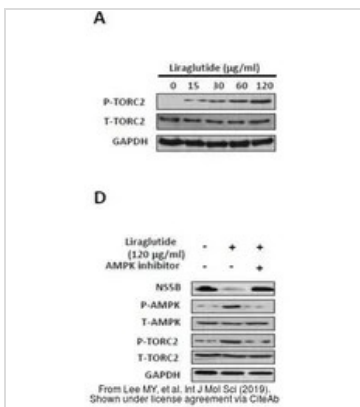 A
Liraglutide (µg/ml)
0 15 30 60 120
P-TORC2
T-TORC2
GAPDH
D
Liraglutide
(120 µg/ml) - + +
AMPK inhibitor - - +
NS5B
P-AMPK
T-AMPK
P-TORC2
T-TORC2
GAPDH
From Lee MY, et al. Int J Mol Sci (2019).
Shown under license agreement via CiteAb